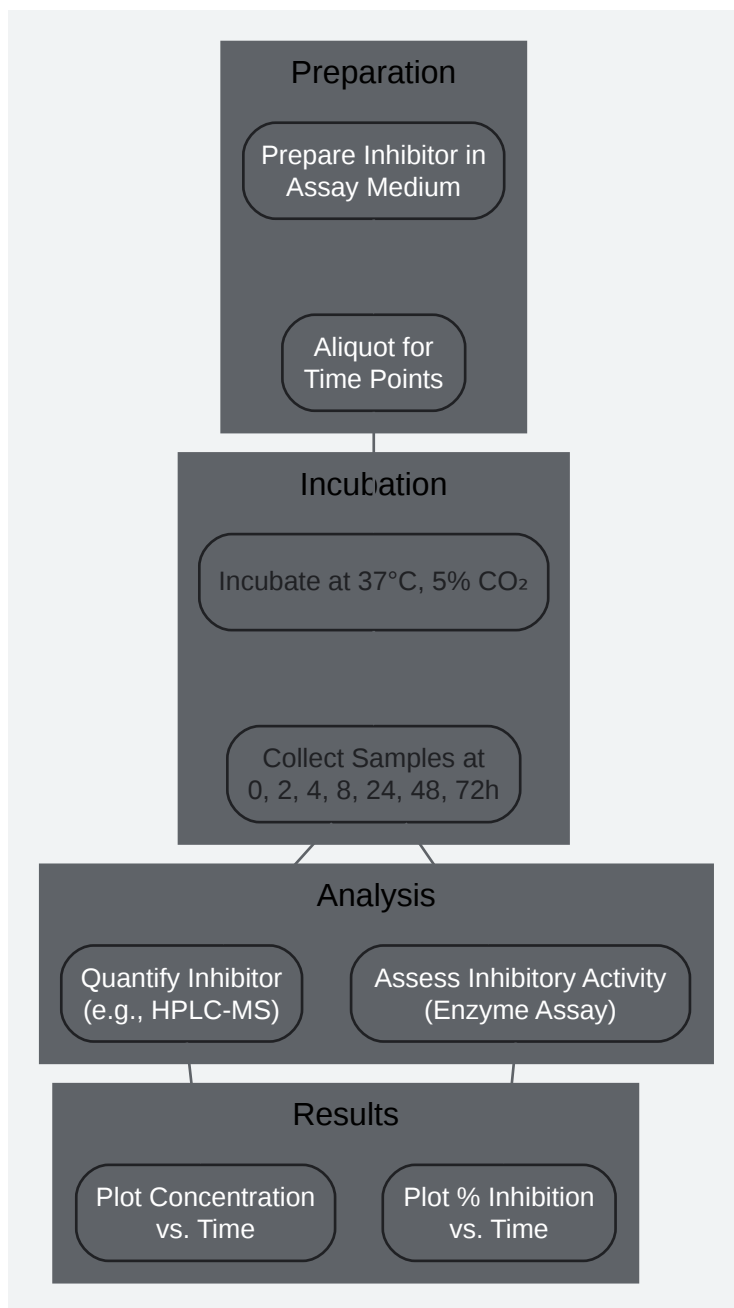 Preparation
Prepare Inhibitor in
Assay Medium
Aliquot for
Time Points
Incubation
Incubate at 37°C, 5% CO₂
Collect Samples at
0, 2, 4, 8, 24, 48, 72h
Analysis
Quantify Inhibitor
(e.g., HPLC-MS)
Assess Inhibitory Activity
(Enzyme Assay)
Results
Plot Concentration
vs. Time
Plot % Inhibition
vs. Time